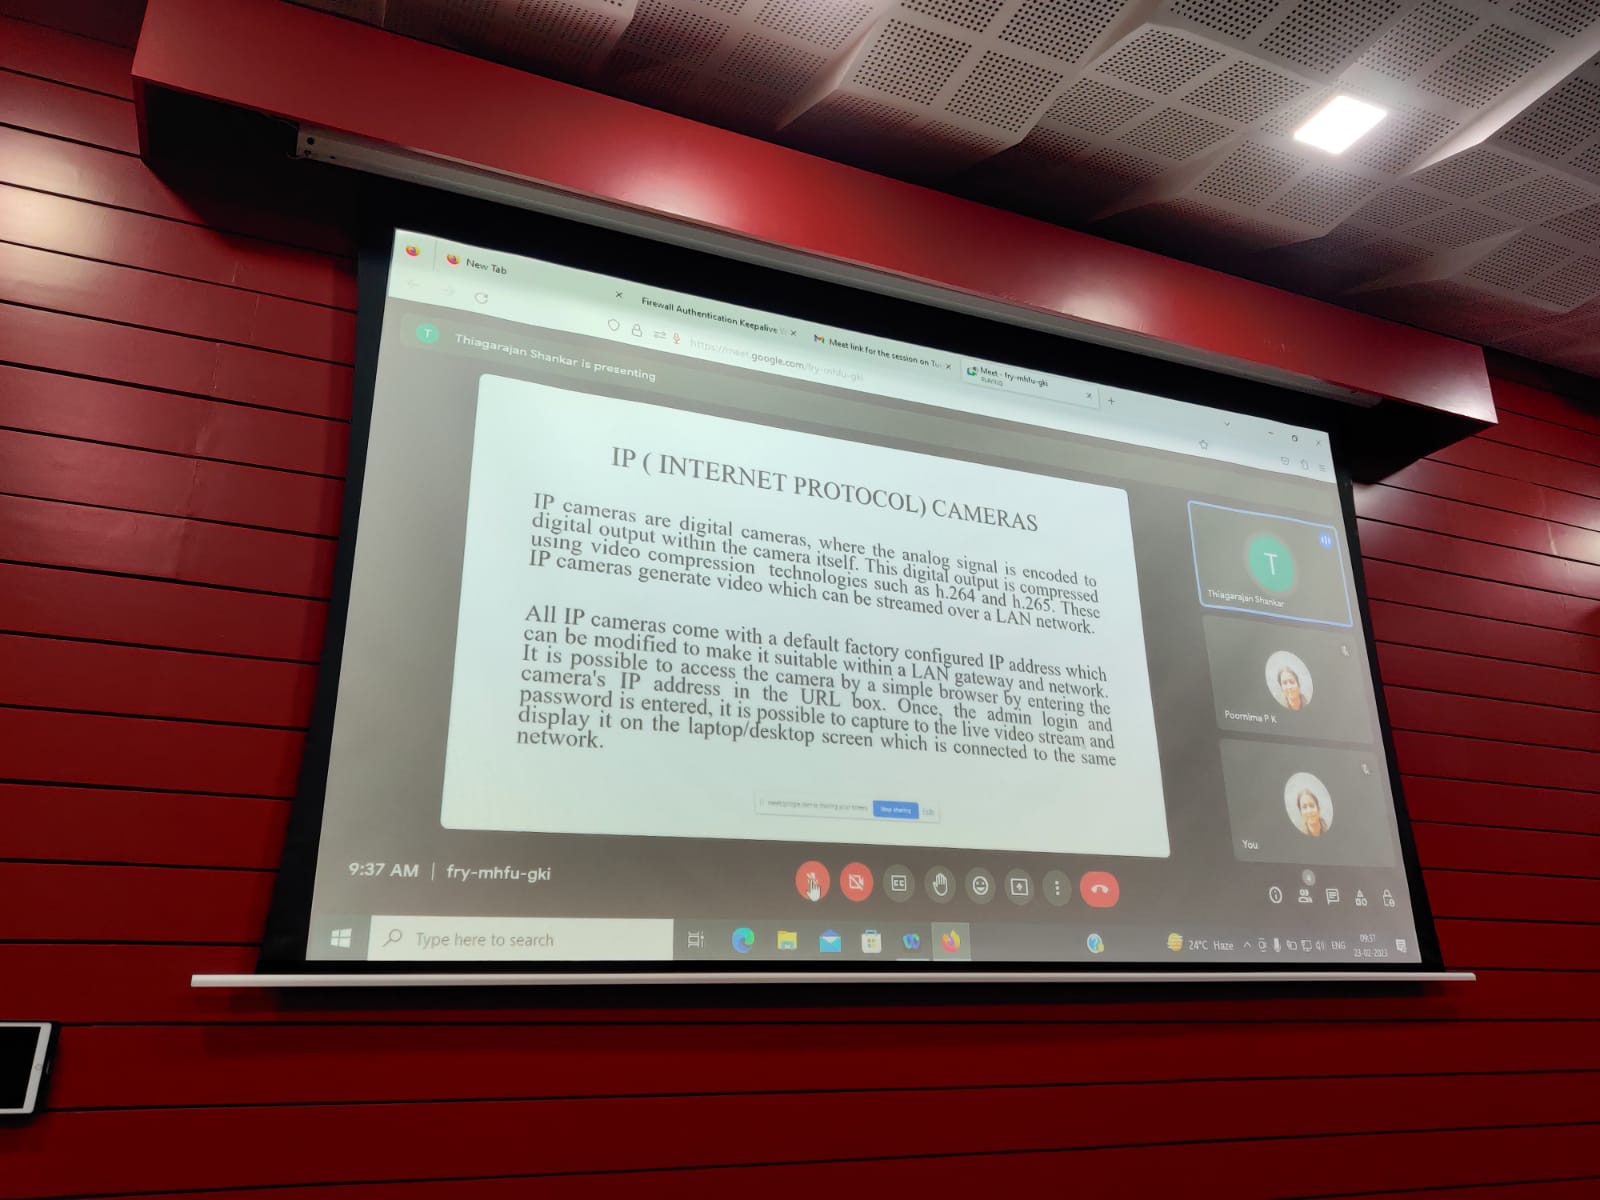 New Tab
Firewall Authentication Keepalive
Meet link for the session on Tu
Meet - fry-mhfu-gki
PLAYING
https://meet.google.com/fry-mhfu-gki
T
Thiagarajan Shankar is presenting
IP ( INTERNET PROTOCOL) CAMERAS
IP cameras are digital cameras, where the analog signal is encoded to
digital output within the camera itself. This digital output is compressed
using video compression technologies such as h.264 and h.265. These
IP cameras generate video which can be streamed over a LAN network.
All IP cameras come with a default factory configured IP address which
can be modified to make it suitable within a LAN gateway and network.
It is possible to access the camera by a simple browser by entering the
camera's IP address in the URL box. Once, the admin login and
password is entered, it is possible to capture to the live video stream and
display it on the laptop/desktop screen which is connected to the same
network.
meet.google.com is sharing your screen.
Stop sharing
Hide
T
Thiagarajan Shankar
Poornima P K
You
9:37 AM | fry-mhfu-gki
CC
4
Type here to search
24°C Haze
ENG
09:37
23-02-2023